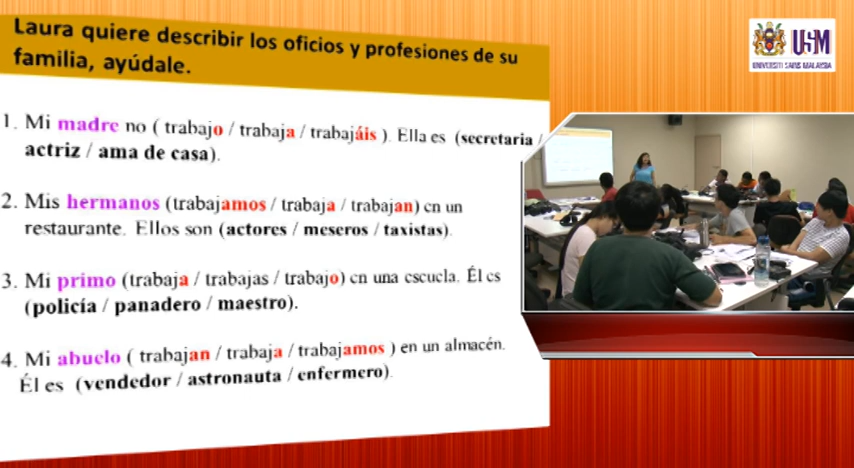 Laura quiere describir los oficios y profesiones de su
familia, ayúdale.
1. Mi madre no ( trabajo / trabaja / trabajáis ). Ella es (secretaria /
actriz / ama de casa).
2. Mis hermanos (trabajamos / trabaja / trabajan) en un
restaurante. Ellos son (actores / meseros / taxistas).
3. Mi primo (trabaja / trabajas / trabajo) en una escuela. Él es
(policía / panadero / maestro).
4. Mi abuelo ( trabajan / trabaja / trabajamos ) en un almacén.
Él es (vendedor / astronauta / enfermero).
USM
UNIVERSITI SAINS MALAYSIA